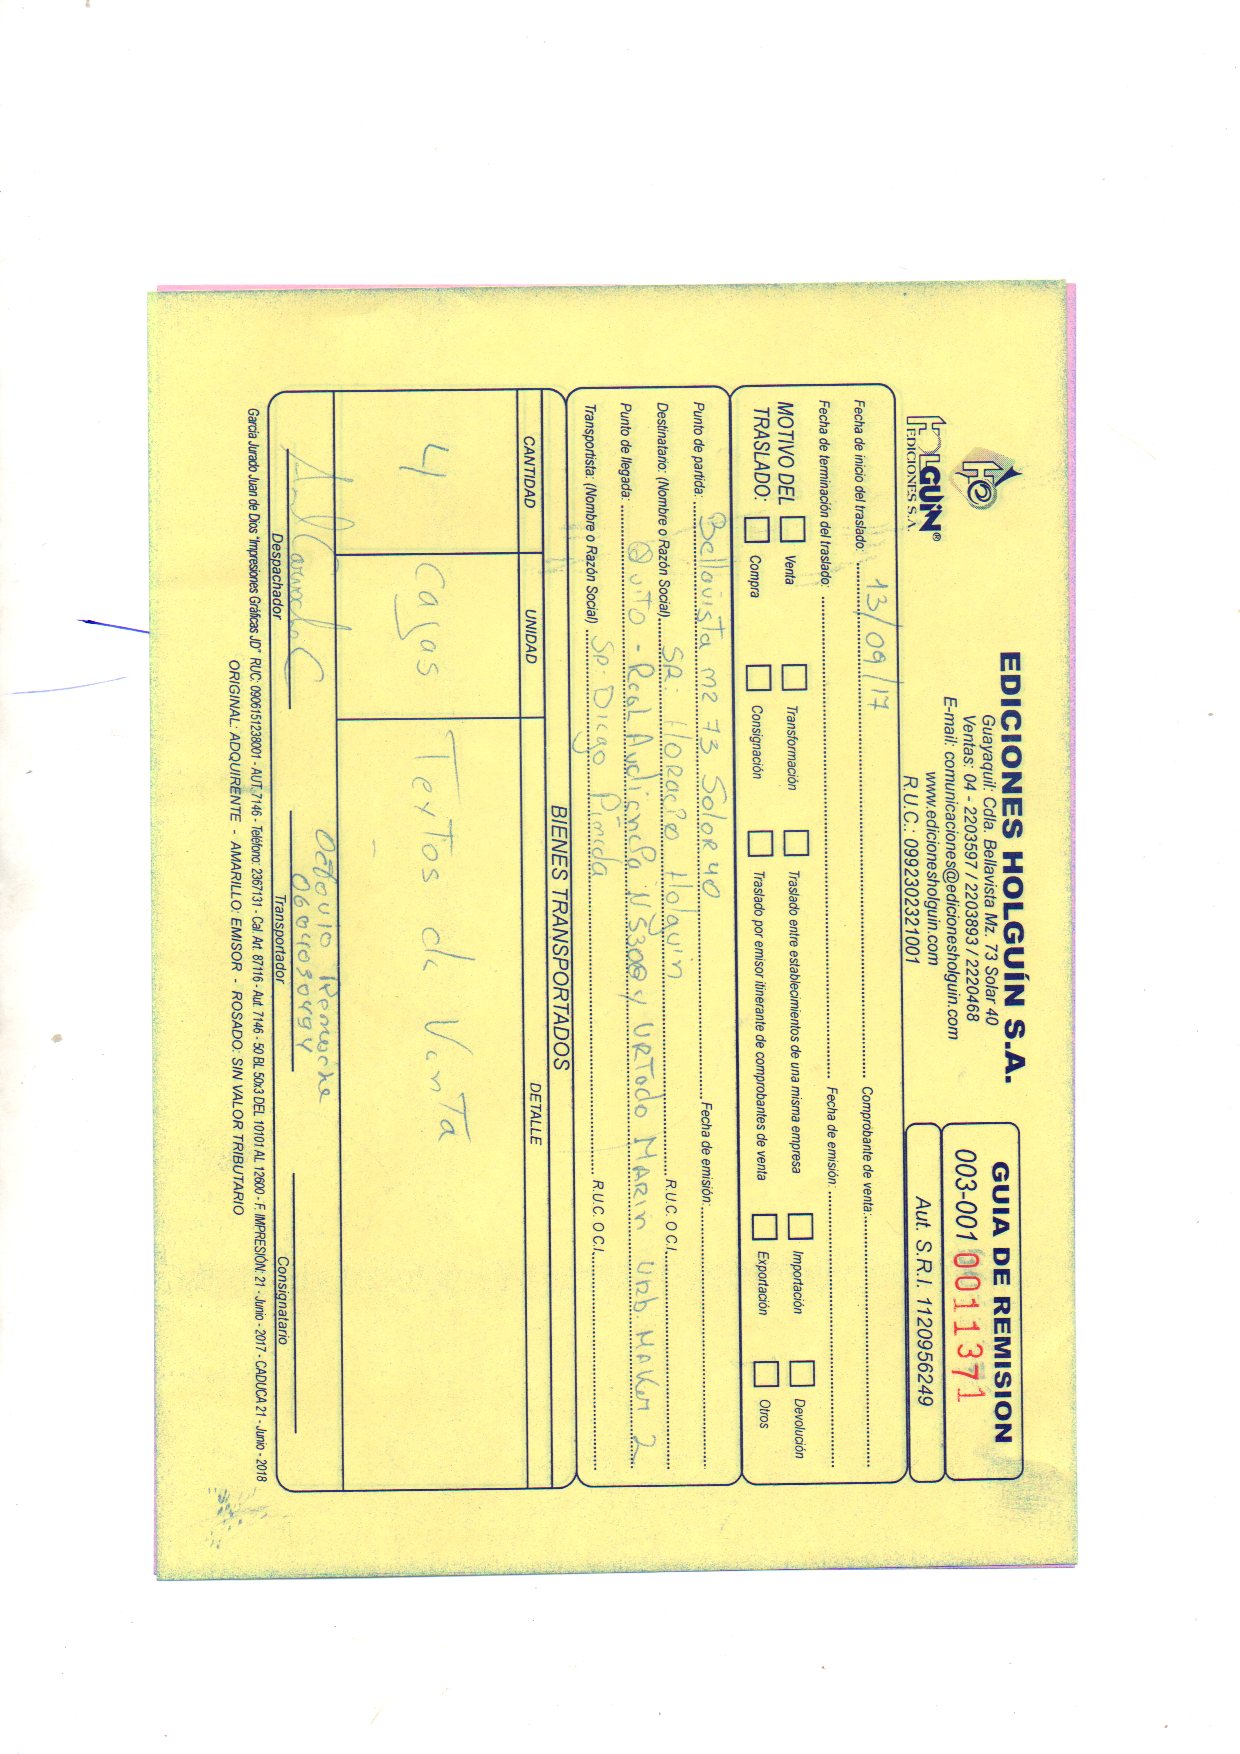 HOLGUÍN®
EDICIONES S.A.
EDICIONES HOLGUÍN S.A.
Guayaquil: Cdla. Bellavista Mz. 73 Solar 40
Ventas: 04 - 2203597 / 2203893 / 2220468
E-mail: comunicaciones@edicionesholguin.com
www.edicionesholguin.com
R.U.C.: 0992302321001
GUIA DE REMISION
003-001 0011371
Aut. S.R.I. 1120956249
Fecha de inicio del traslado: 13/09/17 Comprobante de venta:
Fecha de terminación del traslado: Fecha de emisión:
MOTIVO DEL TRASLADO:
Venta Transformación Traslado entre establecimientos de una misma empresa Importación Devolución
Compra Consignación Traslado por emisor itinerante de comprobantes de venta Exportación Otros
Punto de partida: Bellavista mz 73 Solar 40 Fecha de emisión:
Destinatario: (Nombre o Razón Social) SR: Horacio Holguin R.U.C. O C.I.
Punto de llegada: Quito - Real Audiencia URTado MARin Urb. MAKer 2
Transportista: (Nombre o Razón Social) SR: Diego Pineda R.U.C. O C.I.
BIENES TRANSPORTADOS
CANTIDAD UNIDAD DETALLE
4 Cajas Textos de Venta
Octavio
0604030494
Despachador Transportador Consignatario
García Jurado Juan de Dios "Impresiones Gráficas JD" RUC: 0906151238001 - AUT. 7146 - Teléfono: 2367131 - Cal. Art. 87116 - Aut. 7146 - 50 BL 50x3 DEL 10101 AL 12600 - F. IMPRESIÓN: 21 - Junio - 2017 - CADUCA 21 - Junio - 2018
ORIGINAL: ADQUIRENTE - AMARILLO: EMISOR - ROSADO: SIN VALOR TRIBUTARIO